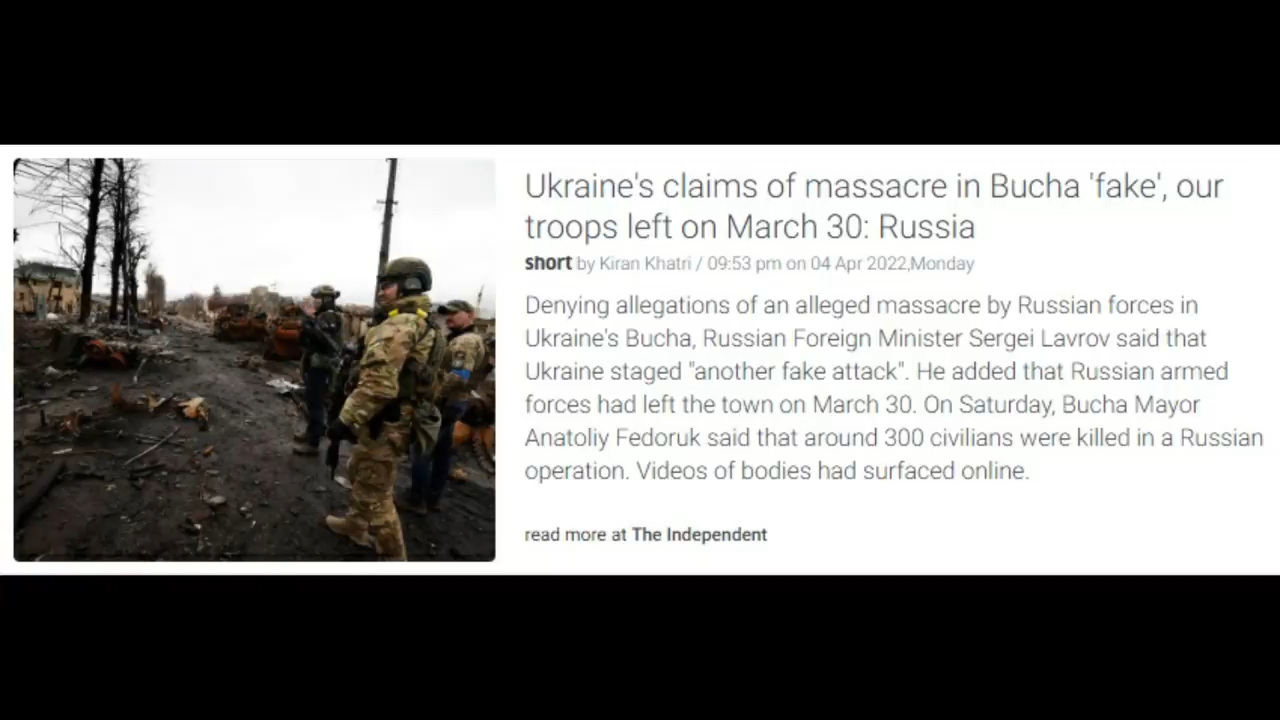 Ukraine's claims of massacre in Bucha 'fake', our
troops left on March 30: Russia
short by Kiran Khatri / 09:53 pm on 04 Apr 2022,Monday
Denying allegations of an alleged massacre by Russian forces in
Ukraine's Bucha, Russian Foreign Minister Sergei Lavrov said that
Ukraine staged "another fake attack". He added that Russian armed
forces had left the town on March 30. On Saturday, Bucha Mayor
Anatoliy Fedoruk said that around 300 civilians were killed in a Russian
operation. Videos of bodies had surfaced online.
read more at The Independent